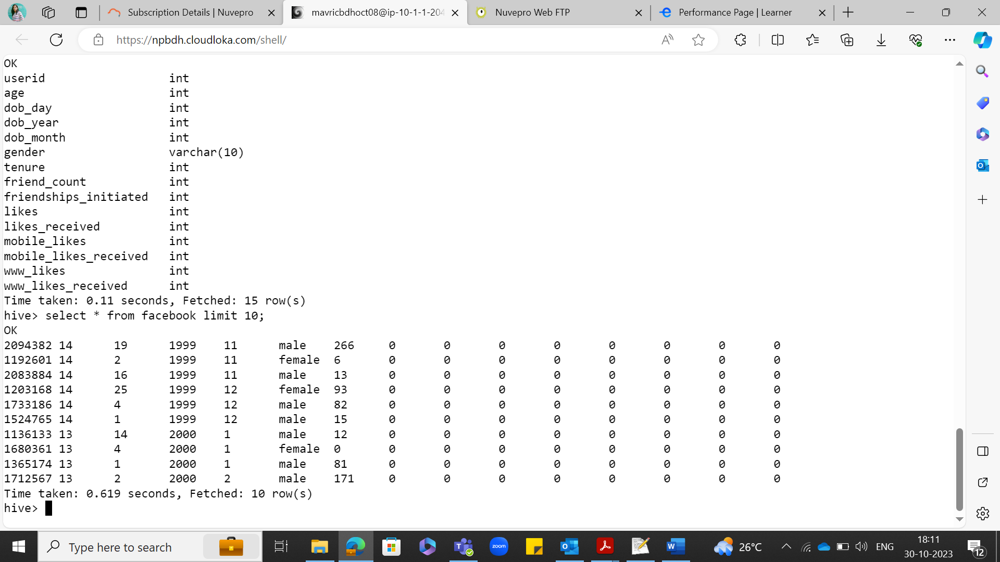 Subscription Details | Nuvepro
mavricbdhoct08@ip-10-1-1-204
Nuvepro Web FTP
Performance Page | Learner
https://npbdh.cloudloka.com/shell/
OK
userid int
age int
dob_day int
dob_year int
dob_month int
gender varchar(10)
tenure int
friend_count int
friendships_initiated int
likes int
likes_received int
mobile_likes int
mobile_likes_received int
www_likes int
www_likes_received int
Time taken: 0.11 seconds, Fetched: 15 row(s)
hive> select * from facebook limit 10;
OK
2094382 14 19 1999 11 male 266 0 0 0 0 0 0 0 0
1192601 14 2 1999 11 female 6 0 0 0 0 0 0 0 0
2083884 14 16 1999 11 male 13 0 0 0 0 0 0 0 0
1203168 14 25 1999 12 female 93 0 0 0 0 0 0 0 0
1733186 14 4 1999 12 male 82 0 0 0 0 0 0 0 0
1524765 14 1 1999 12 male 15 0 0 0 0 0 0 0 0
1136133 13 14 2000 1 male 12 0 0 0 0 0 0 0 0
1680361 13 4 2000 1 female 0 0 0 0 0 0 0 0 0
1365174 13 1 2000 1 male 81 0 0 0 0 0 0 0 0
1712567 13 2 2000 2 male 171 0 0 0 0 0 0 0 0
Time taken: 0.619 seconds, Fetched: 10 row(s)
hive>
Type here to search
zoom
26°C
ENG
18:11
30-10-2023
12